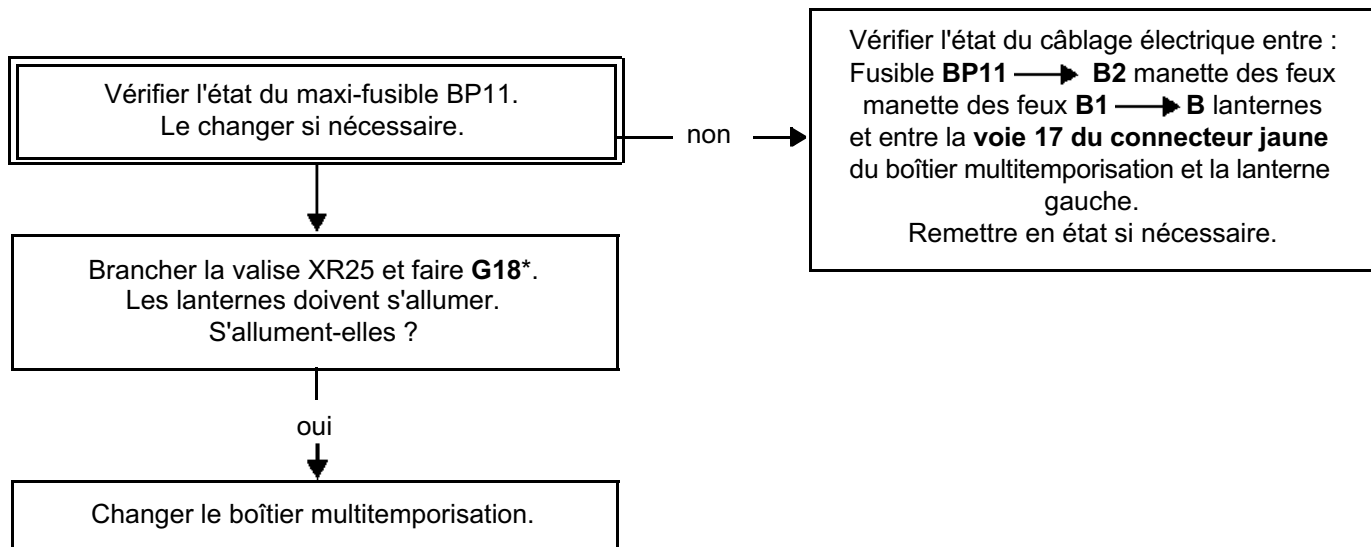 Vérifier l'état du maxi-fusible BP11.
Le changer si nécessaire.
non
Vérifier l'état du câblage électrique entre :
Fusible BP11 → B2 manette des feux
manette des feux B1 → B lanternes
et entre la voie 17 du connecteur jaune
du boîtier multitemporisation et la lanterne
gauche.
Remettre en état si nécessaire.
Brancher la valise XR25 et faire G18*.
Les lanternes doivent s'allumer.
S'allument-elles ?
oui
Changer le boîtier multitemporisation.